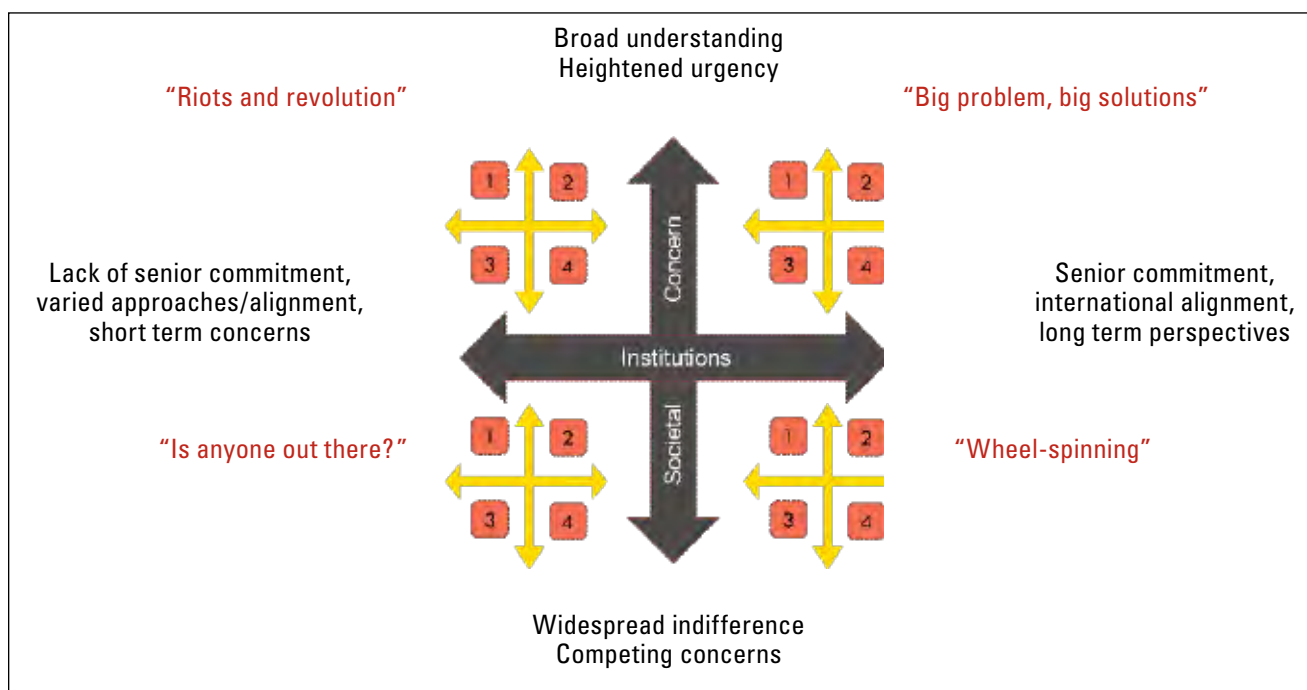 Broad understanding
Heightened urgency
“Riots and revolution”
“Big problem, big solutions”
1 2
3 4
1 2
3 4
Concern
Lack of senior commitment,
varied approaches/alignment,
short term concerns
Senior commitment,
international alignment,
long term perspectives
Institutions
Societal
“Is anyone out there?”
“Wheel-spinning”
1 2
3 4
1 2
3 4
Widespread indifference
Competing concerns